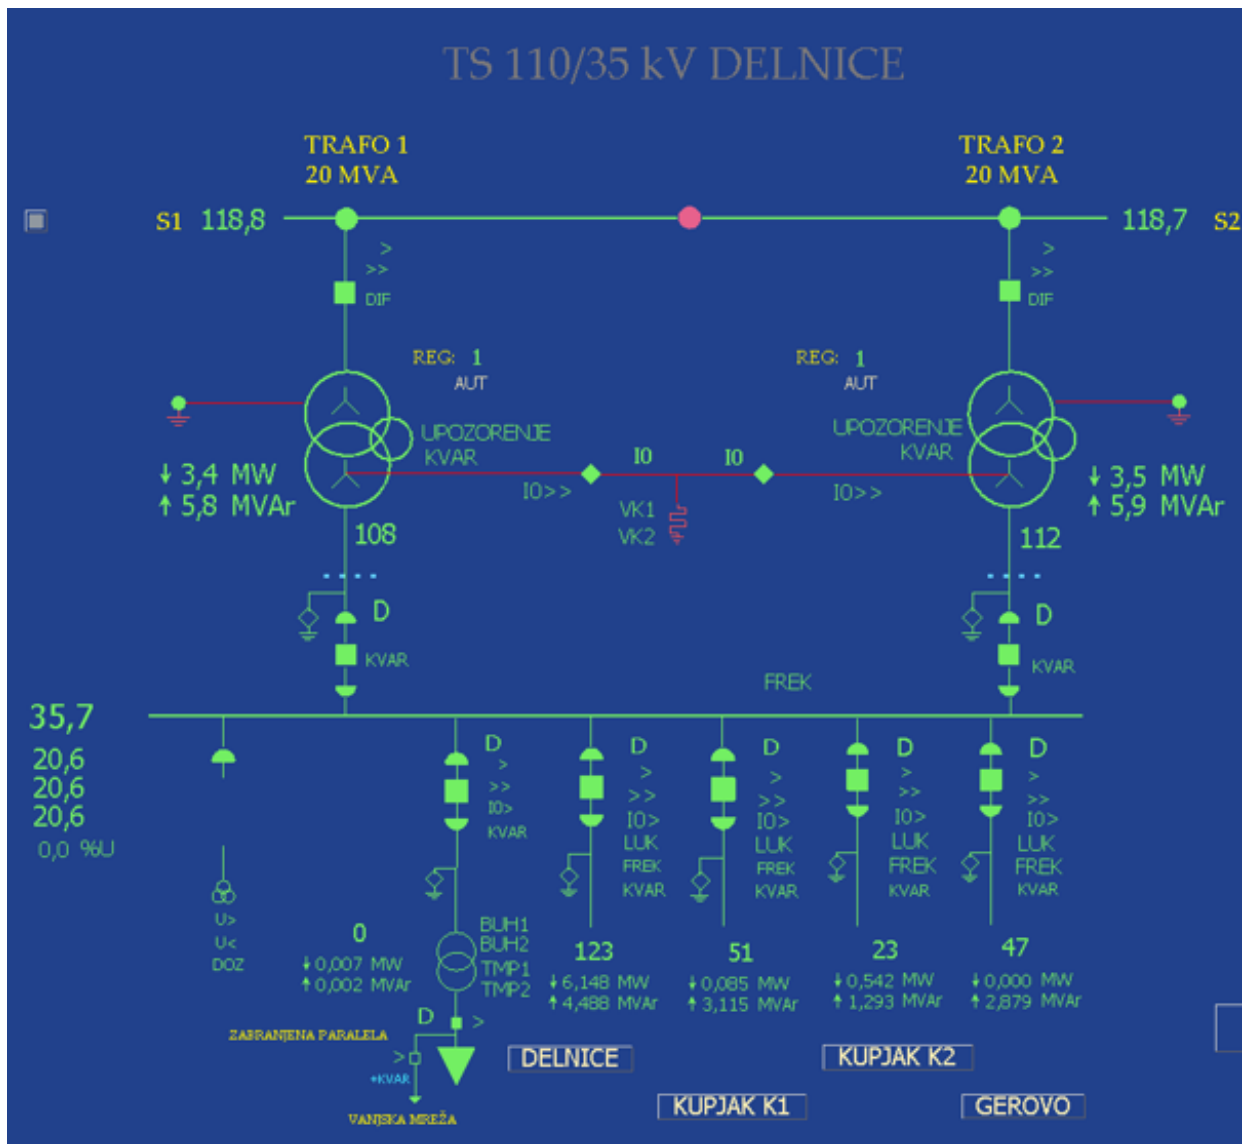 TS 110/35 kV DELNICE
TRAFO 1
20 MVA
TRAFO 2
20 MVA
S1 118,8
118,7 S2
>
>>
DIF
>
>>
DIF
REG: 1
AUT
REG: 1
AUT
UPOZORENJE
KVAR
UPOZORENJE
KVAR
I0
I0
I0>>
I0>>
↓ 3,4 MW
↑ 5,8 MVAr
↓ 3,5 MW
↑ 5,9 MVAr
VK1
VK2
108
112
D
D
KVAR
KVAR
FREK
35,7
20,6
20,6
20,6
0,0 %U
D
>
>>
I0>
KVAR
D
>
>>
I0>
LUK
FREK
KVAR
D
>
>>
I0>
LUK
FREK
KVAR
D
>
>>
I0>
LUK
FREK
KVAR
D
>
>>
I0>
LUK
FREK
KVAR
U>
U<
DOZ
0
↓ 0,007 MW
↑ 0,002 MVAr
BUH1
BUH2
TMP1
TMP2
123
↓ 6,148 MW
↑ 4,488 MVAr
51
↓ 0,085 MW
↑ 3,115 MVAr
23
↓ 0,542 MW
↑ 1,293 MVAr
47
↓ 0,000 MW
↑ 2,879 MVAr
D
>
ZABRANJENA PARALELA
>
*KVAR
VANJSKA MREŽA
DELNICE
KUPJAK K2
KUPJAK K1
GEROVO